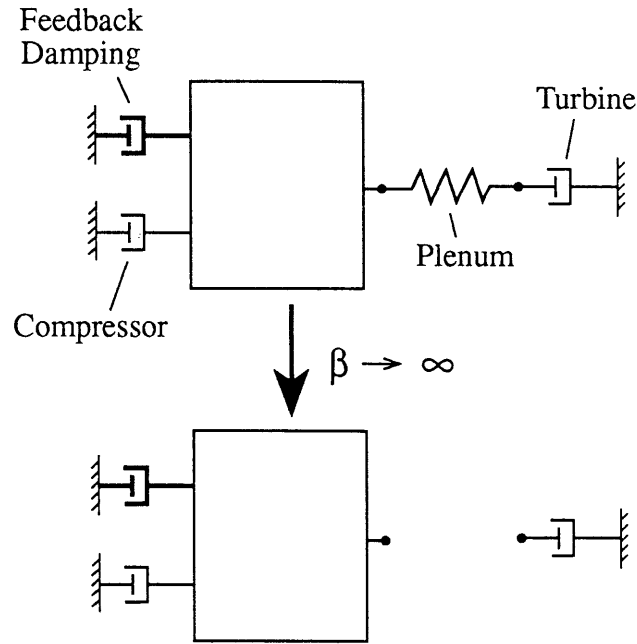 Feedback
Damping
Turbine
Plenum
Compressor
β → ∞